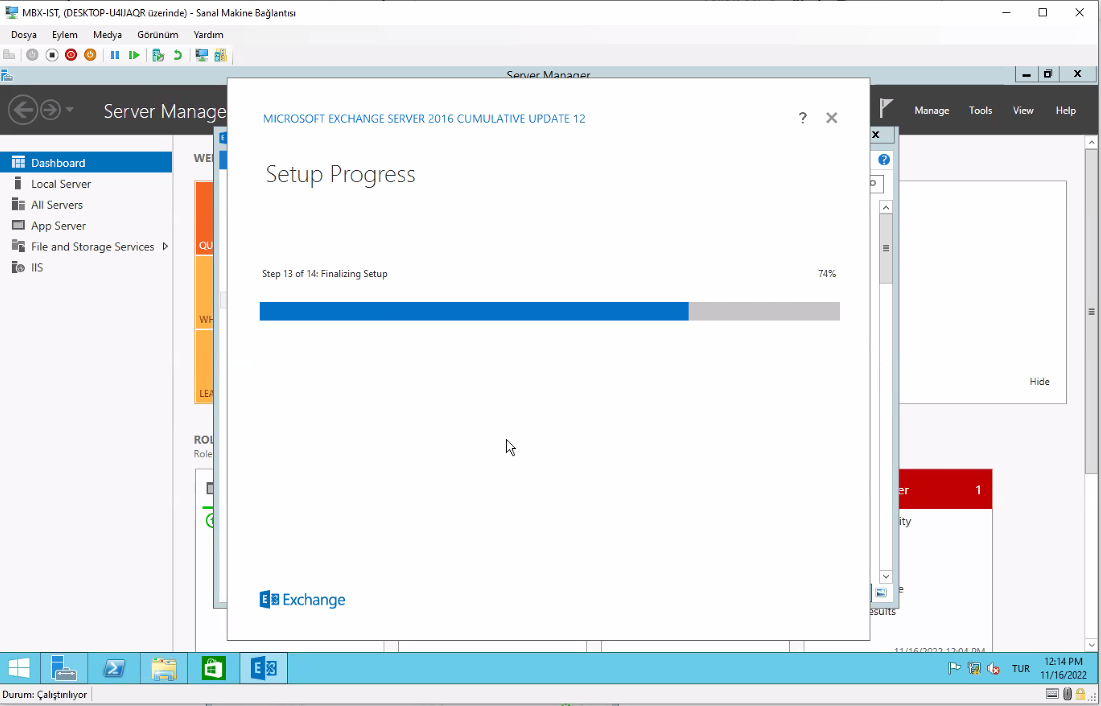 MBX-IST, (DESKTOP-U4IJAQR üzerinde) - Sanal Makine Bağlantısı
Dosya Eylem Medya Görünüm Yardım
Server Manager
Server Manage
Manage Tools View Help
MICROSOFT EXCHANGE SERVER 2016 CUMULATIVE UPDATE 12
? ×
Setup Progress
Dashboard
Local Server
All Servers
App Server
File and Storage Services
IIS
WEL
QU
WH
LEA
Step 13 of 14: Finalizing Setup 74%
Hide
ROL
Role
er 1
ity
e
esults
11/16/2022 12:04 PM
Exchange
TUR
12:14 PM
11/16/2022
Durum: Çalıştırılıyor